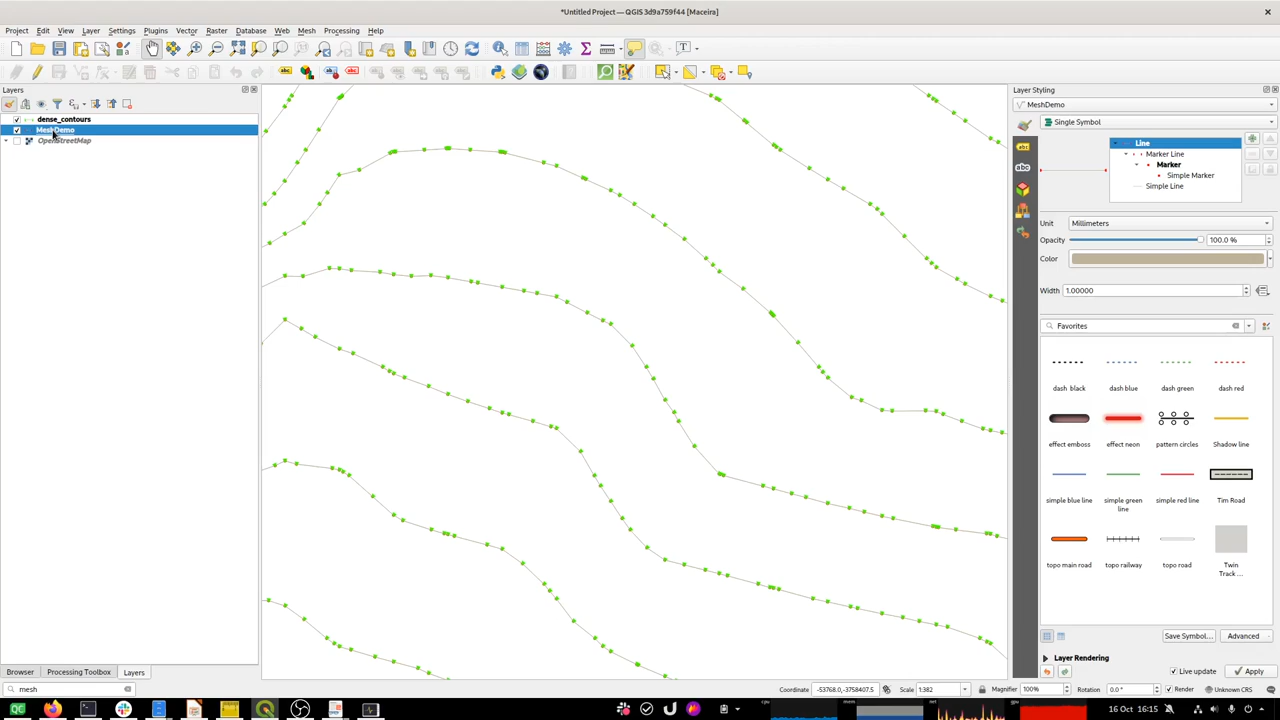 *Untitled Project — QGIS 3d9a759f44 [Maceira]
Project Edit View Layer Settings Plugins Vector Raster Database Web Mesh Processing Help
Layers
dense_contours
MeshDemo
OpenStreetMap
Layer Styling
MeshDemo
Single Symbol
Line
Marker Line
Marker
Simple Marker
Simple Line
Unit Millimeters
Opacity 100.0 %
Color
Width 1.00000
Favorites
dash black dash blue dash green dash red
effect emboss effect neon pattern circles Shadow line
simple blue line simple green line simple red line Tim Road
topo main road topo railway topo road Twin Track ...
Save Symbol... Advanced
Layer Rendering
Live update Apply
Browser Processing Toolbox Layers
mesh
Coordinate -53768.0,-3758407.5 Scale 1:382 Magnifier 100% Rotation 0.0 ° Render Unknown CRS
16 Oct 16:15